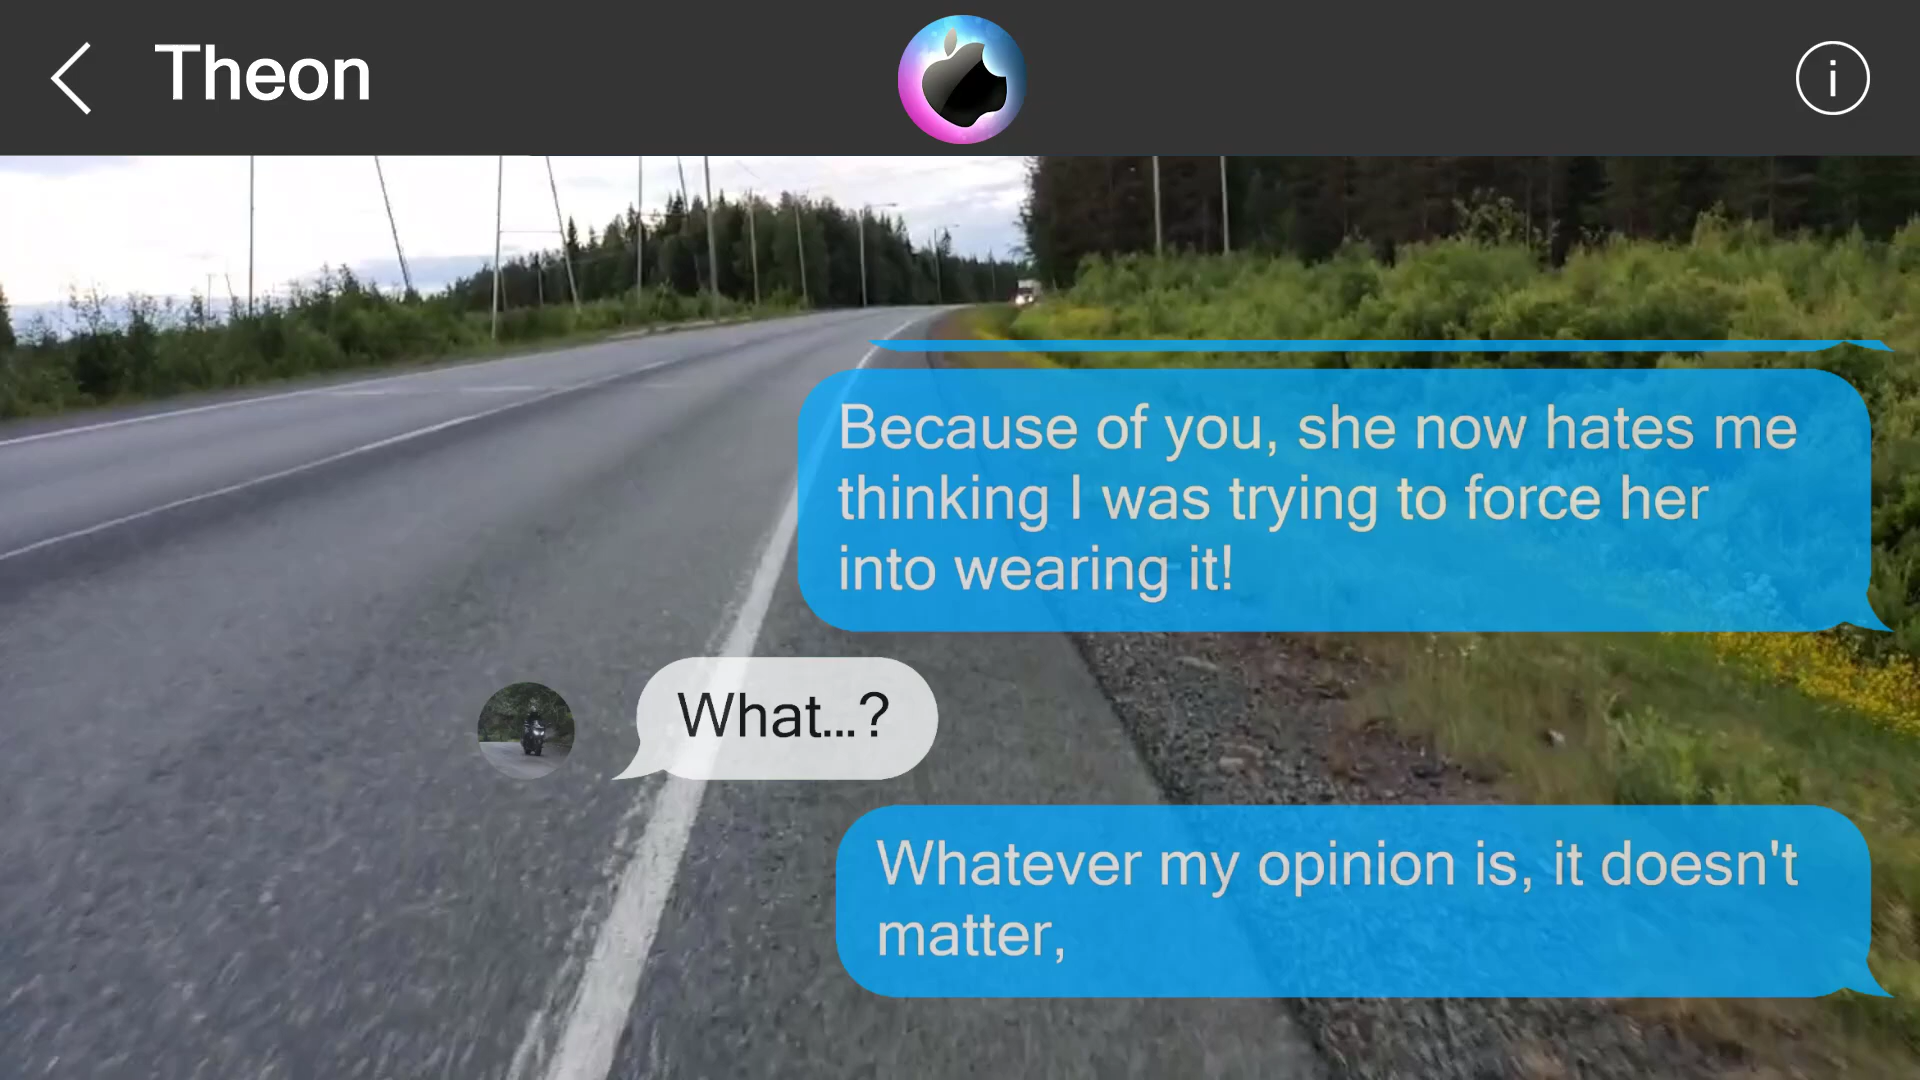 Theon
i
Because of you, she now hates me
thinking I was trying to force her
into wearing it!
What...?
Whatever my opinion is, it doesn't
matter,